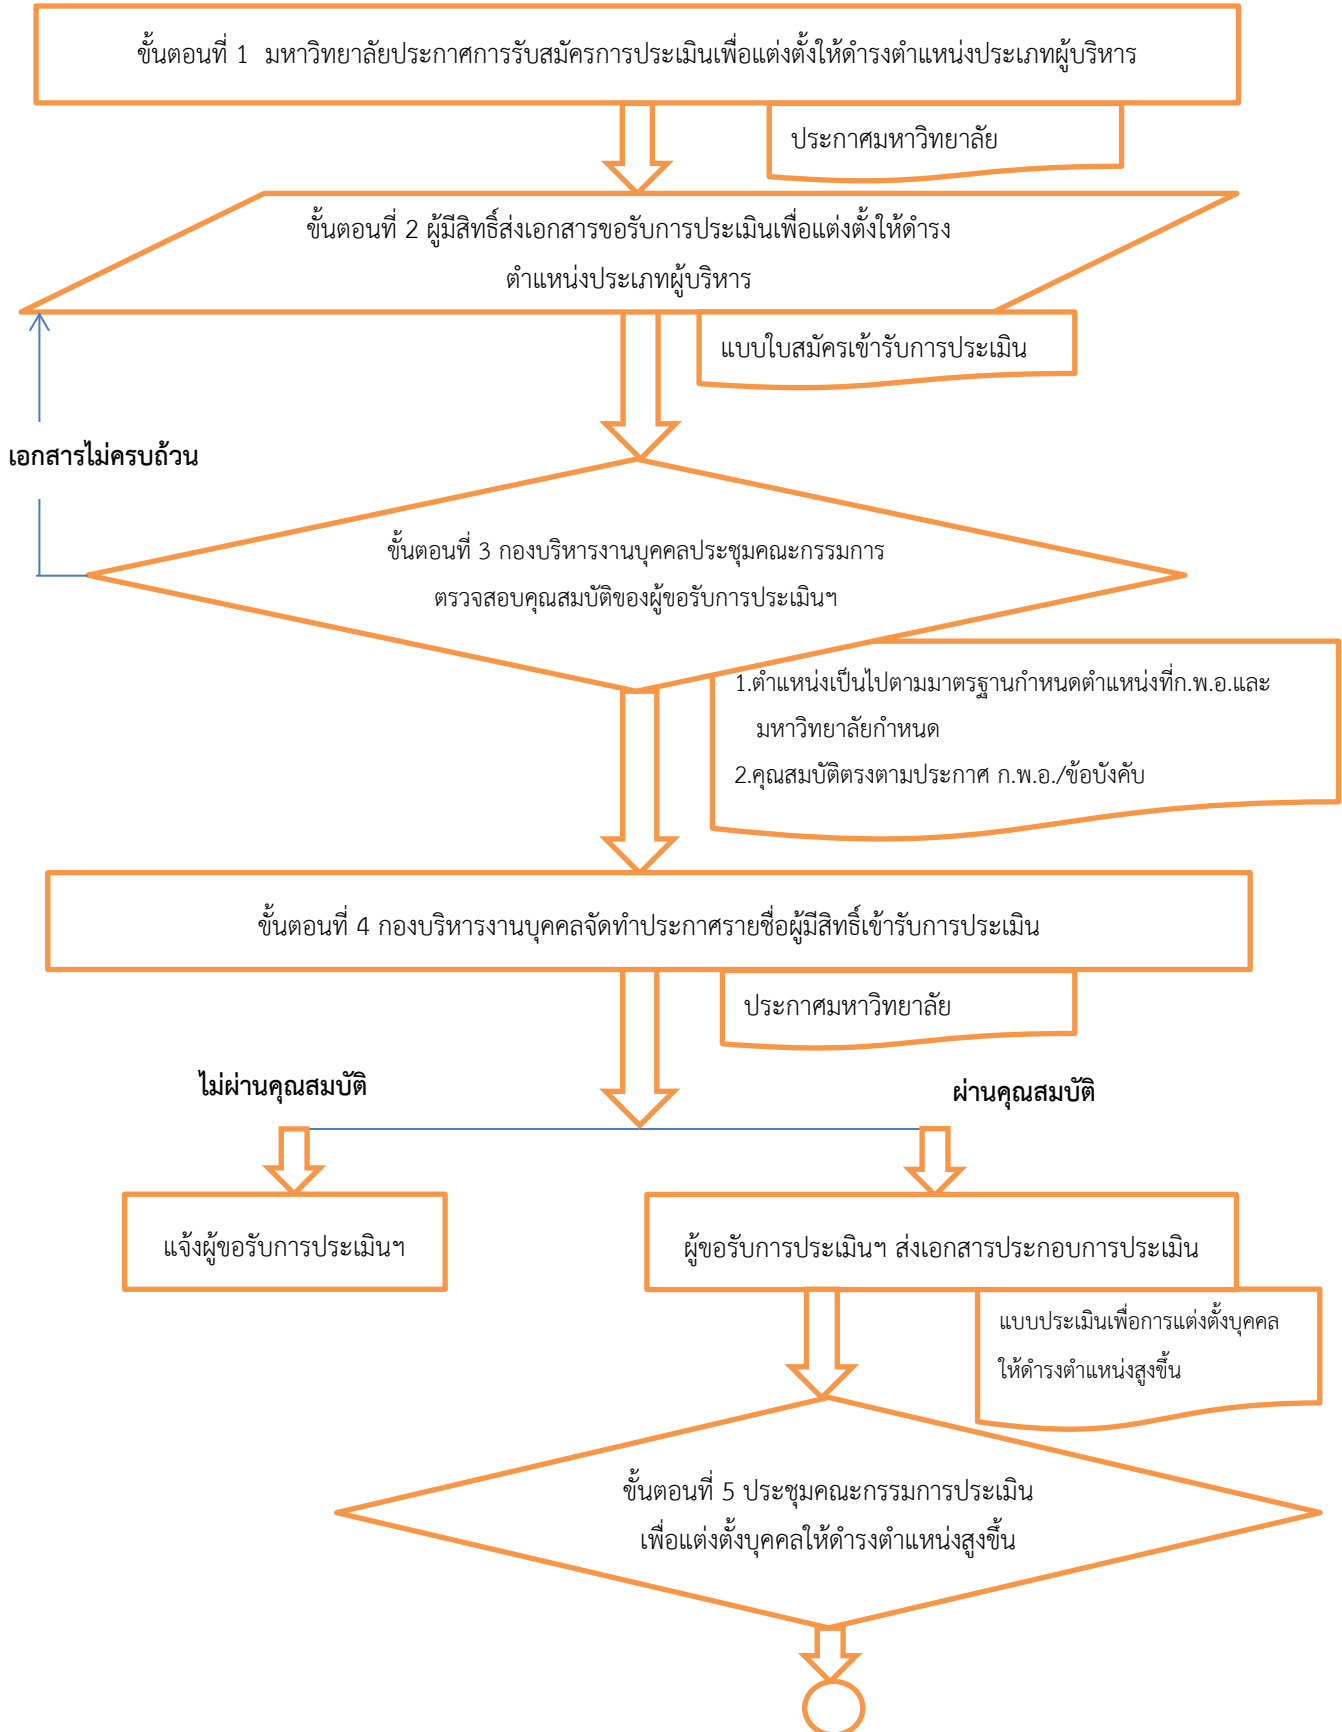 ขั้นตอนที่ 1 มหาวิทยาลัยประกาศการรับสมัครการประเมินเพื่อแต่งตั้งให้ดำรงตำแหน่งประเภทผู้บริหาร
ประกาศมหาวิทยาลัย
ขั้นตอนที่ 2 ผู้มีสิทธิ์ส่งเอกสารขอรับการประเมินเพื่อแต่งตั้งให้ดำรง
ตำแหน่งประเภทผู้บริหาร
แบบใบสมัครเข้ารับการประเมิน
เอกสารไม่ครบถ้วน
ขั้นตอนที่ 3 กองบริหารงานบุคคลประชุมคณะกรรมการ
ตรวจสอบคุณสมบัติของผู้ขอรับการประเมินฯ
1.ตำแหน่งเป็นไปตามมาตรฐานกำหนดตำแหน่งที่ก.พ.อ.และ
มหาวิทยาลัยกำหนด
2.คุณสมบัติตรงตามประกาศ ก.พ.อ./ข้อบังคับ
ขั้นตอนที่ 4 กองบริหารงานบุคคลจัดทำประกาศรายชื่อผู้มีสิทธิ์เข้ารับการประเมิน
ประกาศมหาวิทยาลัย
ไม่ผ่านคุณสมบัติ
ผ่านคุณสมบัติ
แจ้งผู้ขอรับการประเมินฯ
ผู้ขอรับการประเมินฯ ส่งเอกสารประกอบการประเมิน
แบบประเมินเพื่อการแต่งตั้งบุคคล
ให้ดำรงตำแหน่งสูงขึ้น
ขั้นตอนที่ 5 ประชุมคณะกรรมการประเมิน
เพื่อแต่งตั้งบุคคลให้ดำรงตำแหน่งสูงขึ้น